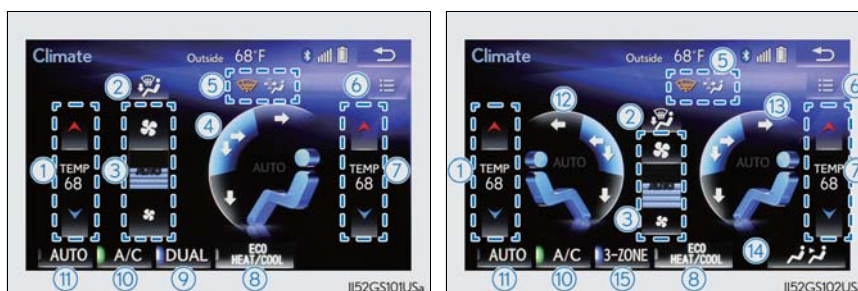 Climate
Outside 68°F
② ⑤ ⑥
④
① TEMP 68 ③ AUTO AUTO TEMP 68 ⑦
AUTO A/C DUAL ECO HEAT/COOL
⑪ ⑩ ⑨ ⑧
II52GS101USa
Climate
Outside 68°F
⑤ ⑥
⑫ ② ⑬
① TEMP 68 AUTO AUTO AUTO TEMP 68 ⑦
③
AUTO A/C 3-ZONE ECO HEAT/COOL ⑭
⑪ ⑩ ⑮ ⑧
II52GS102US